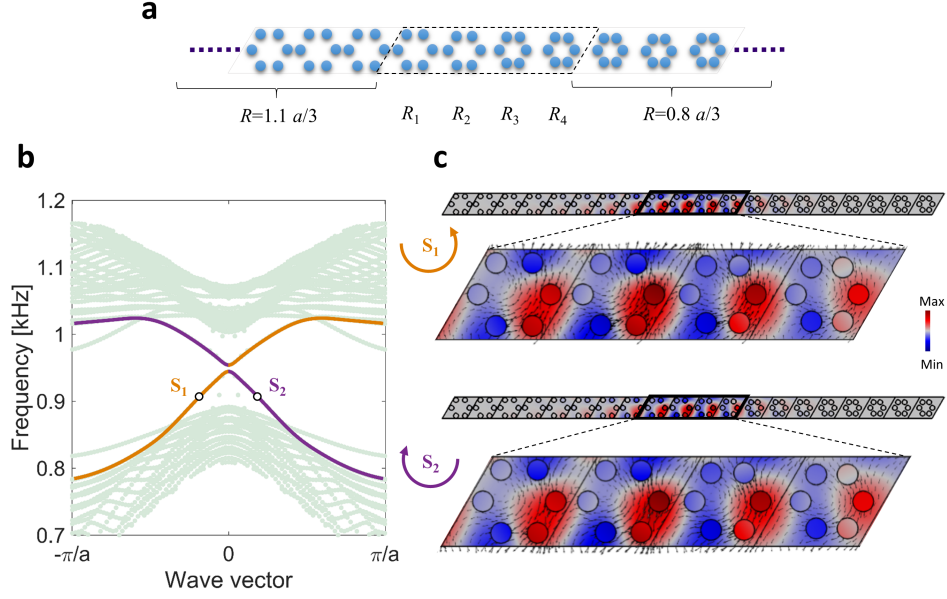 a
R=1.1 a/3
R₁ R₂ R₃ R₄
R=0.8 a/3
b
1.2
1.1
1
0.9
0.8
0.7
Frequency [kHz]
S₁
S₂
-π/a
0
π/a
Wave vector
c
S₁
Max
Min
S₂